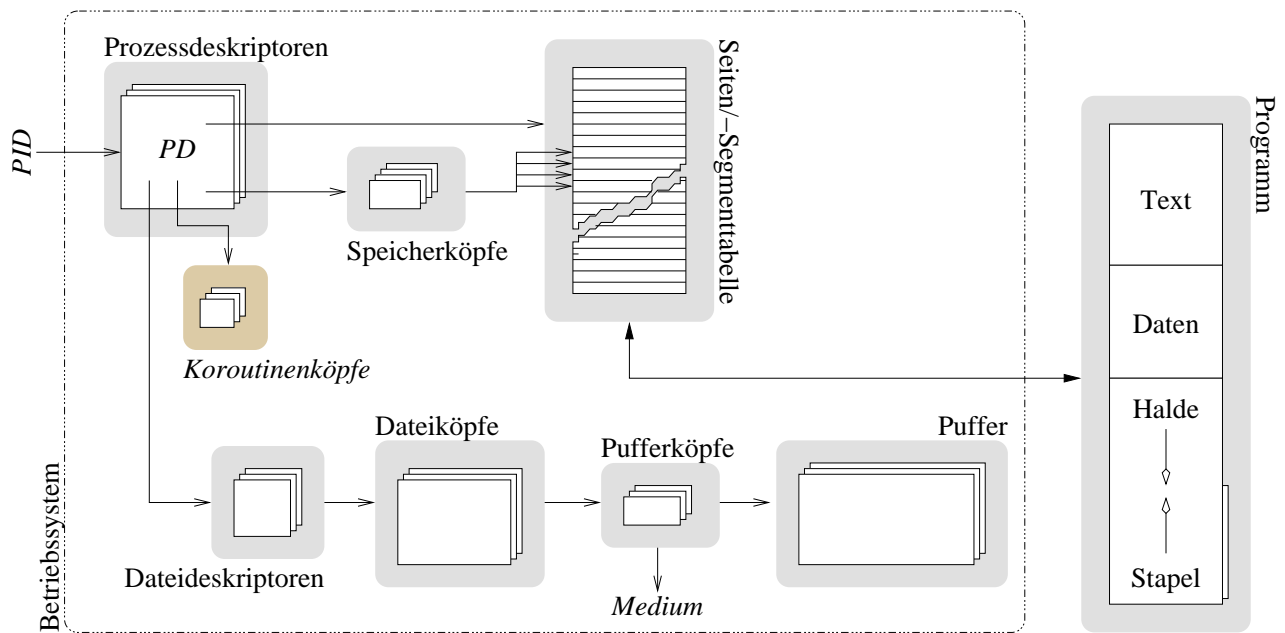 Prozessdeskriptoren
PID
PD
Seiten/-Segmenttabelle
Programm
Text
Speicherköpfe
Daten
Koroutinenköpfe
Halde
Dateiköpfe
Pufferköpfe
Puffer
Betriebssystem
Dateideskriptoren
Medium
Stapel